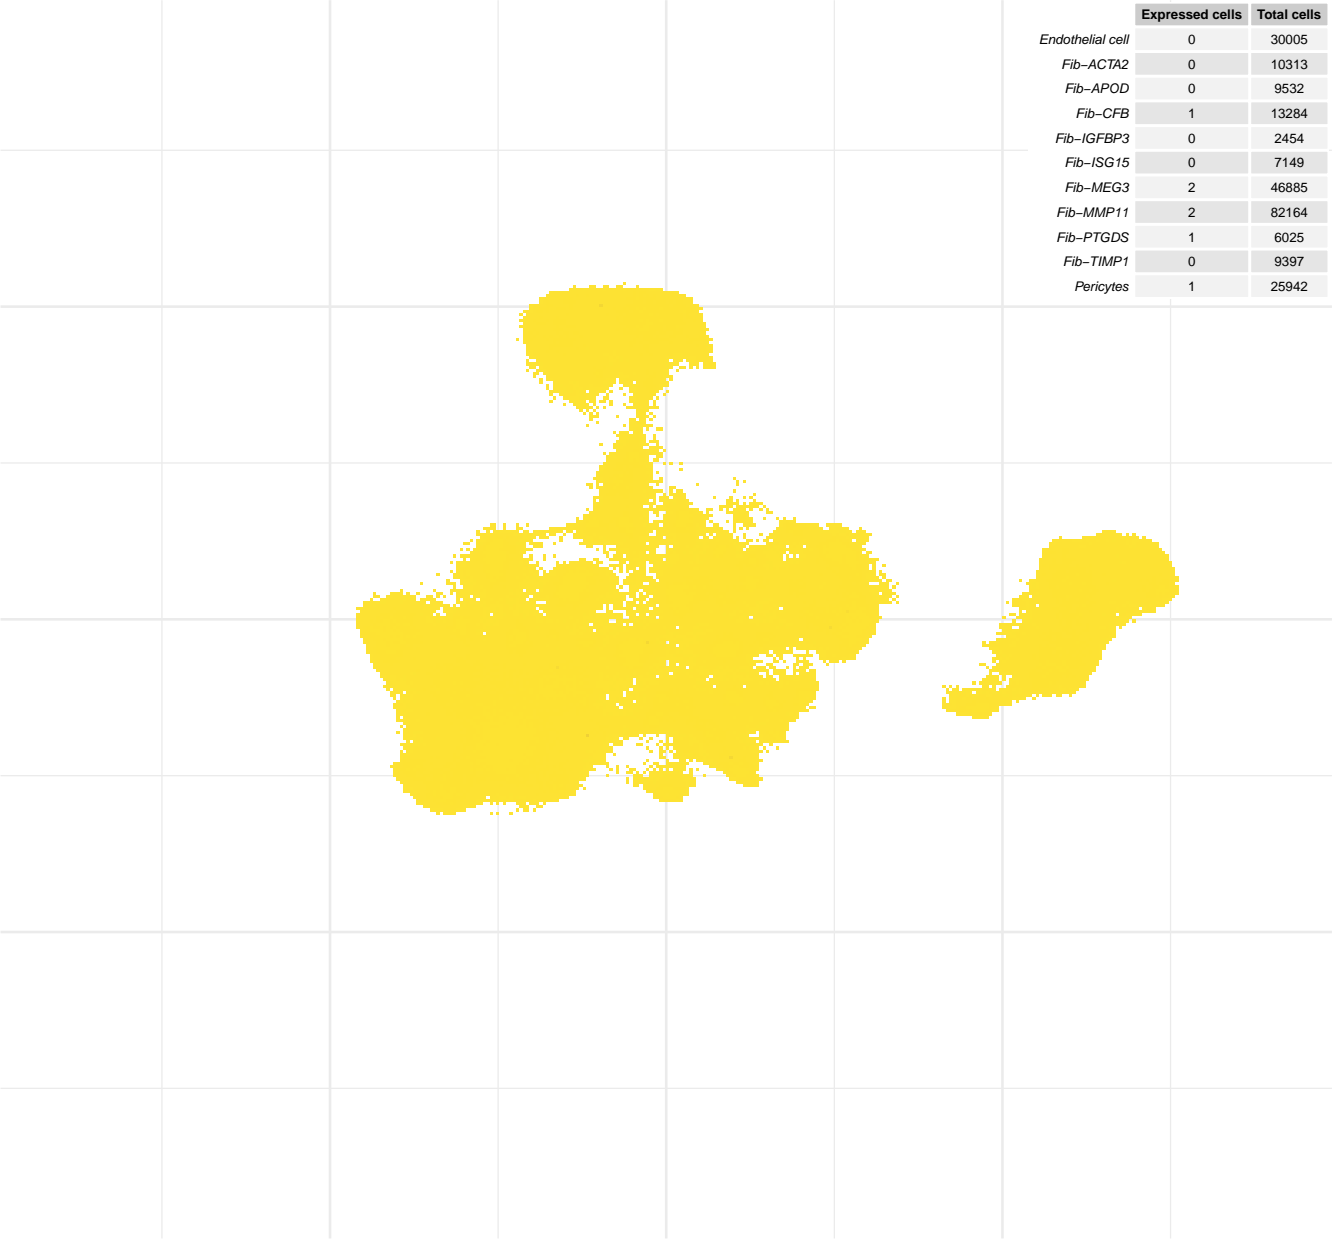 Expressed cells Total cells
Endothelial cell 0 30005
Fib−ACTA2 0 10313
Fib−APOD 0 9532
Fib−CFB 1 13284
Fib−IGFBP3 0 2454
Fib−ISG15 0 7149
Fib−MEG3 2 46885
Fib−MMP11 2 82164
Fib−PTGDS 1 6025
Fib−TIMP1 0 9397
Pericytes 1 25942